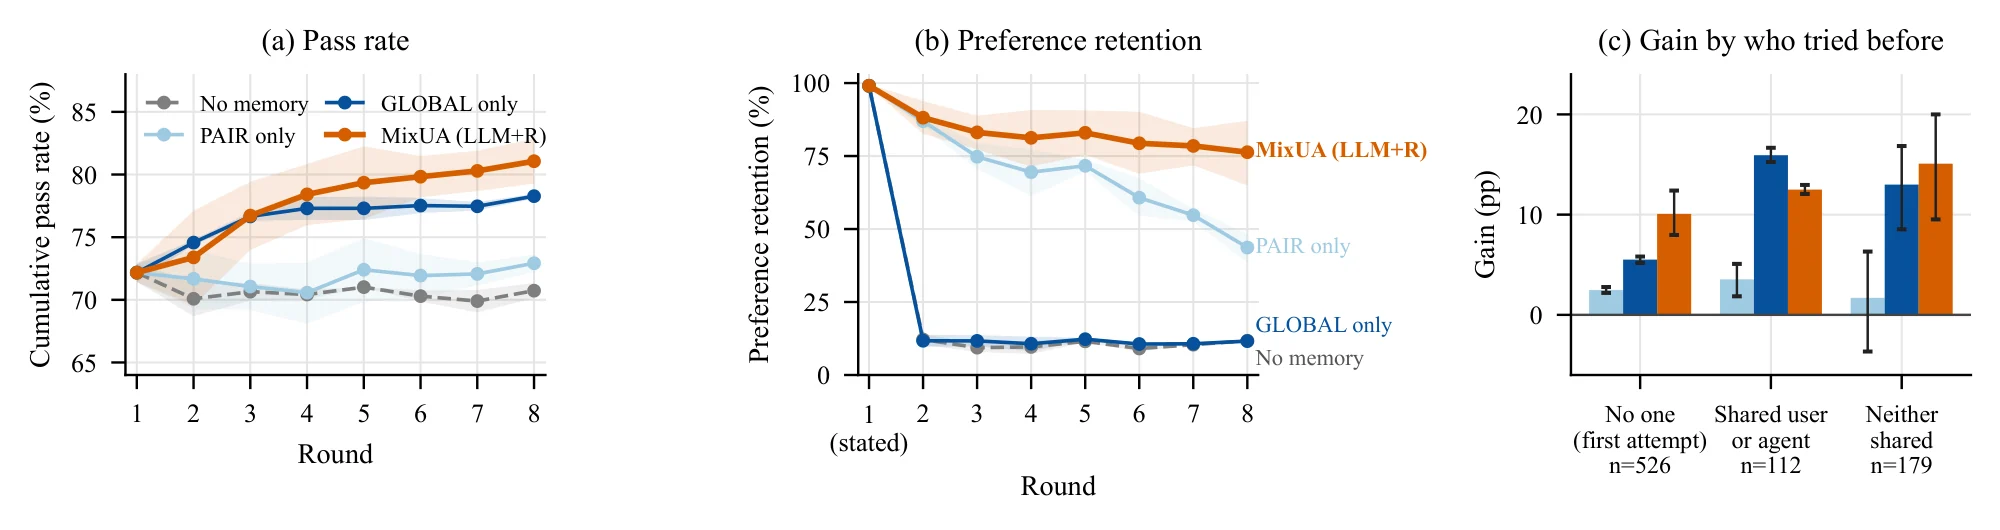 (a) Pass rate
Cumulative pass rate (%)
85
80
75
70
65
No memory
GLOBAL only
PAIR only
MixUA (LLM+R)
1 2 3 4 5 6 7 8
Round
(b) Preference retention
Preference retention (%)
100
75
50
25
0
MixUA (LLM+R)
PAIR only
GLOBAL only
No memory
1 2 3 4 5 6 7 8
(stated)
Round
(c) Gain by who tried before
Gain (pp)
20
10
0
No one
(first attempt)
n=526
Shared user
or agent
n=112
Neither
shared
n=179